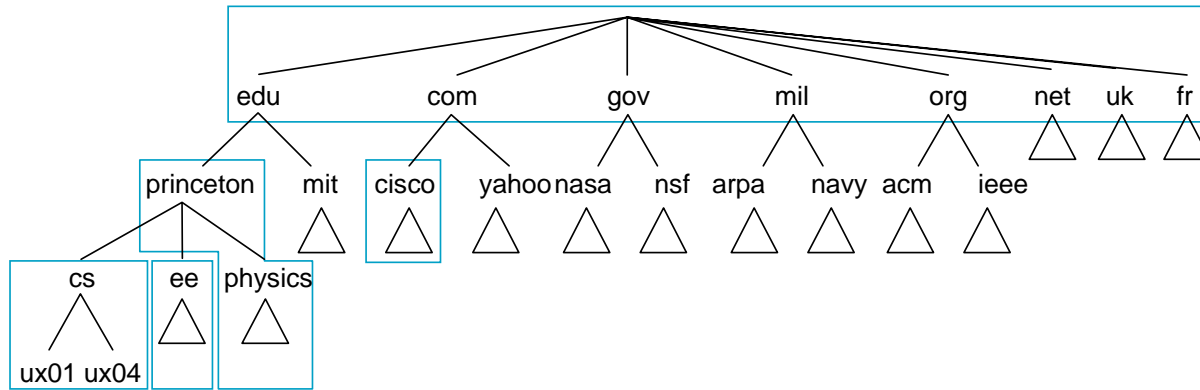 edu com gov mil org net uk fr
princeton mit cisco yahoo nasa nsf arpa navy acm ieee
cs ee physics
ux01 ux04